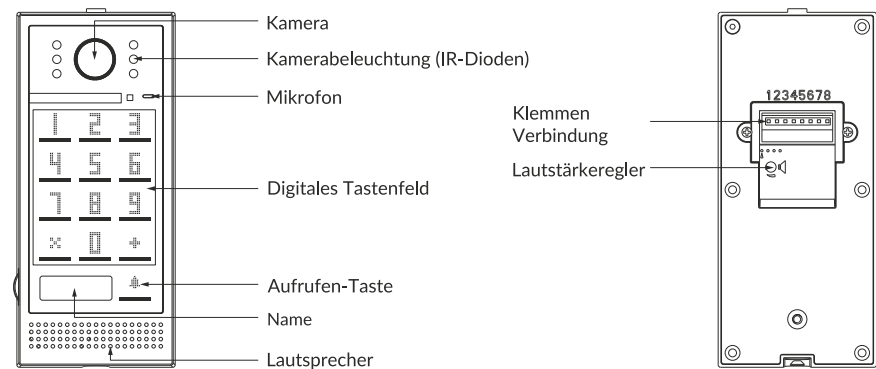 Kamera
Kamerabeleuchtung (IR-Dioden)
Mikrofon
1 2 3
4 5 6
7 8 9
× 0 +
Digitales Tastenfeld
Aufrufen-Taste
Name
Lautsprecher
12345678
Klemmen
Verbindung
Lautstärkeregler